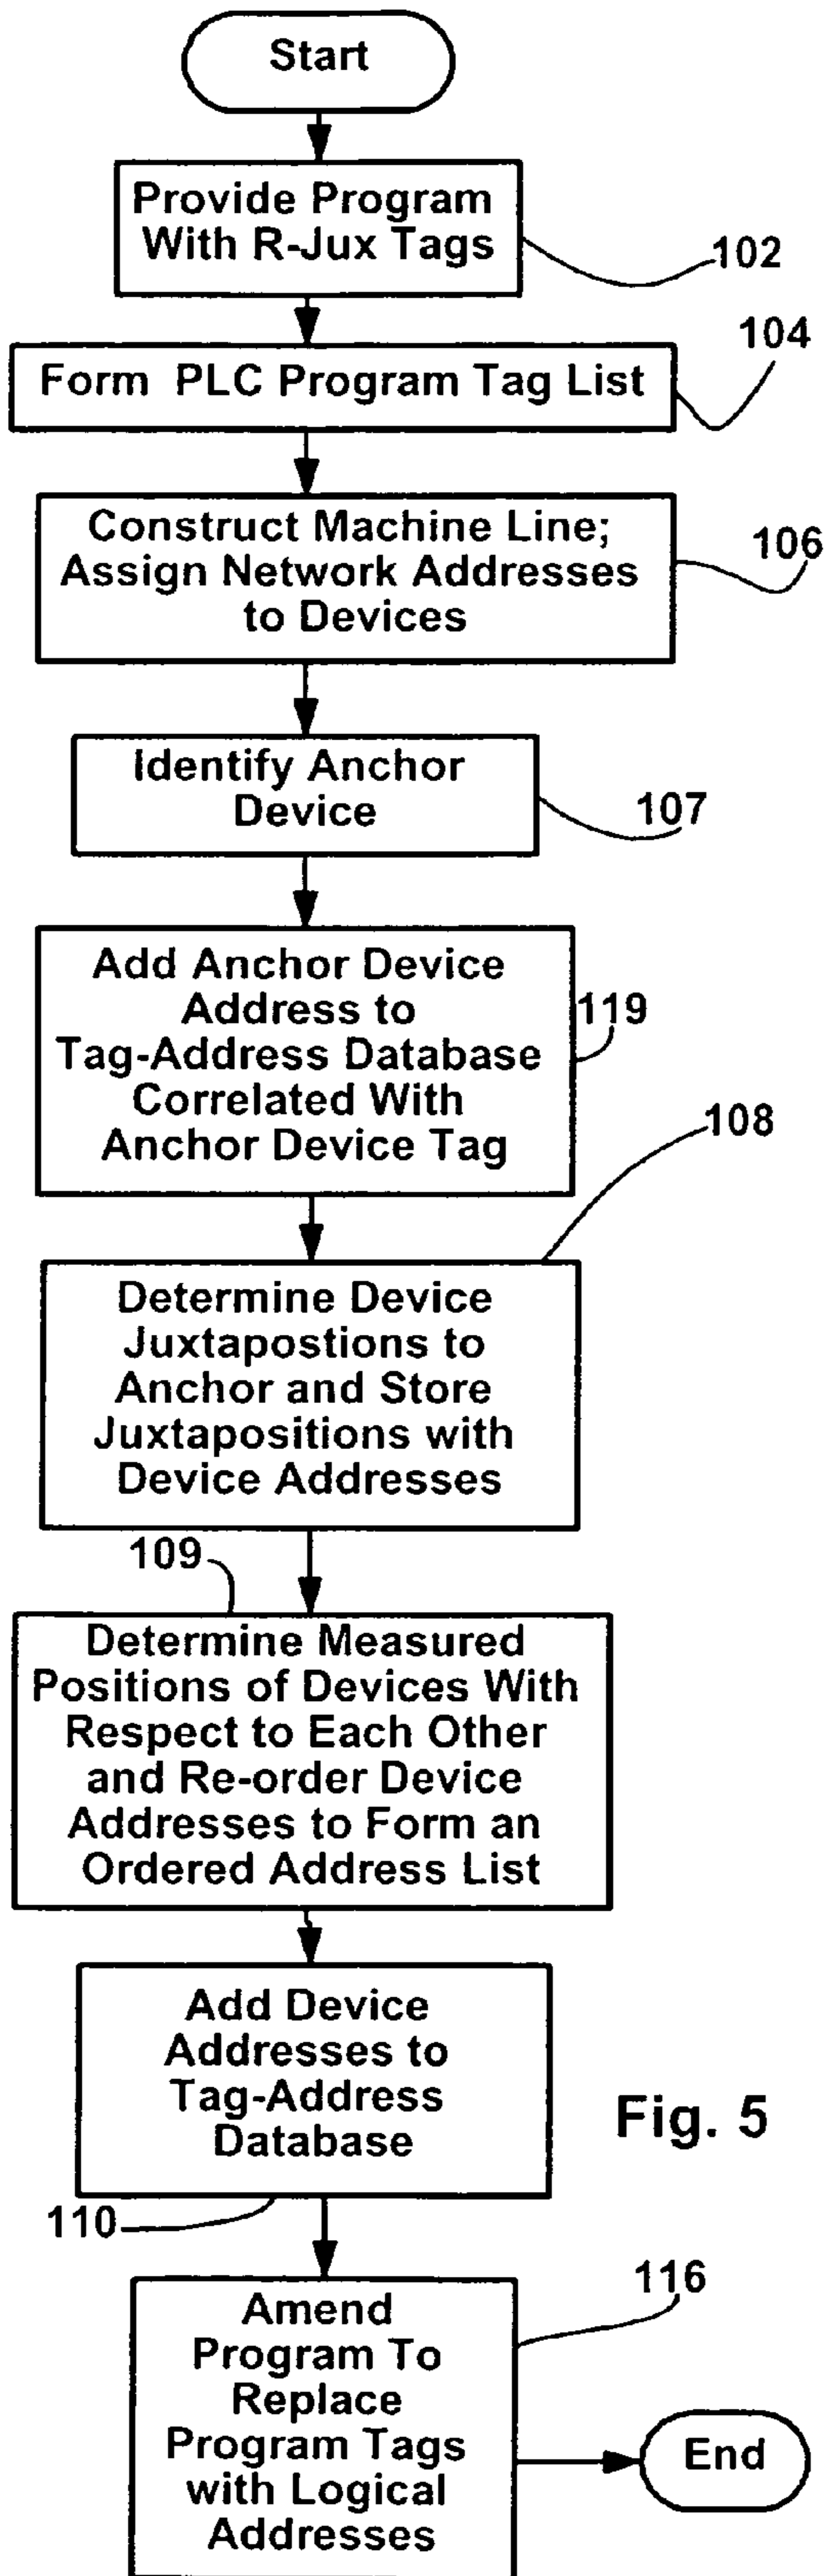 Start
Provide Program
With R-Jux Tags
102
104
Form PLC Program Tag List
Construct Machine Line;
Assign Network Addresses
to Devices
106
Identify Anchor
Device
107
Add Anchor Device
Address to
Tag-Address Database
Correlated With
Anchor Device Tag
119
108
Determine Device
Juxtapostions to
Anchor and Store
Juxtapositions with
Device Addresses
109
Determine Measured
Positions of Devices With
Respect to Each Other
and Re-order Device
Addresses to Form an
Ordered Address List
Add Device
Addresses to
Tag-Address
Database
Fig. 5
110
116
Amend
Program To
Replace
Program Tags
with Logical
Addresses
End